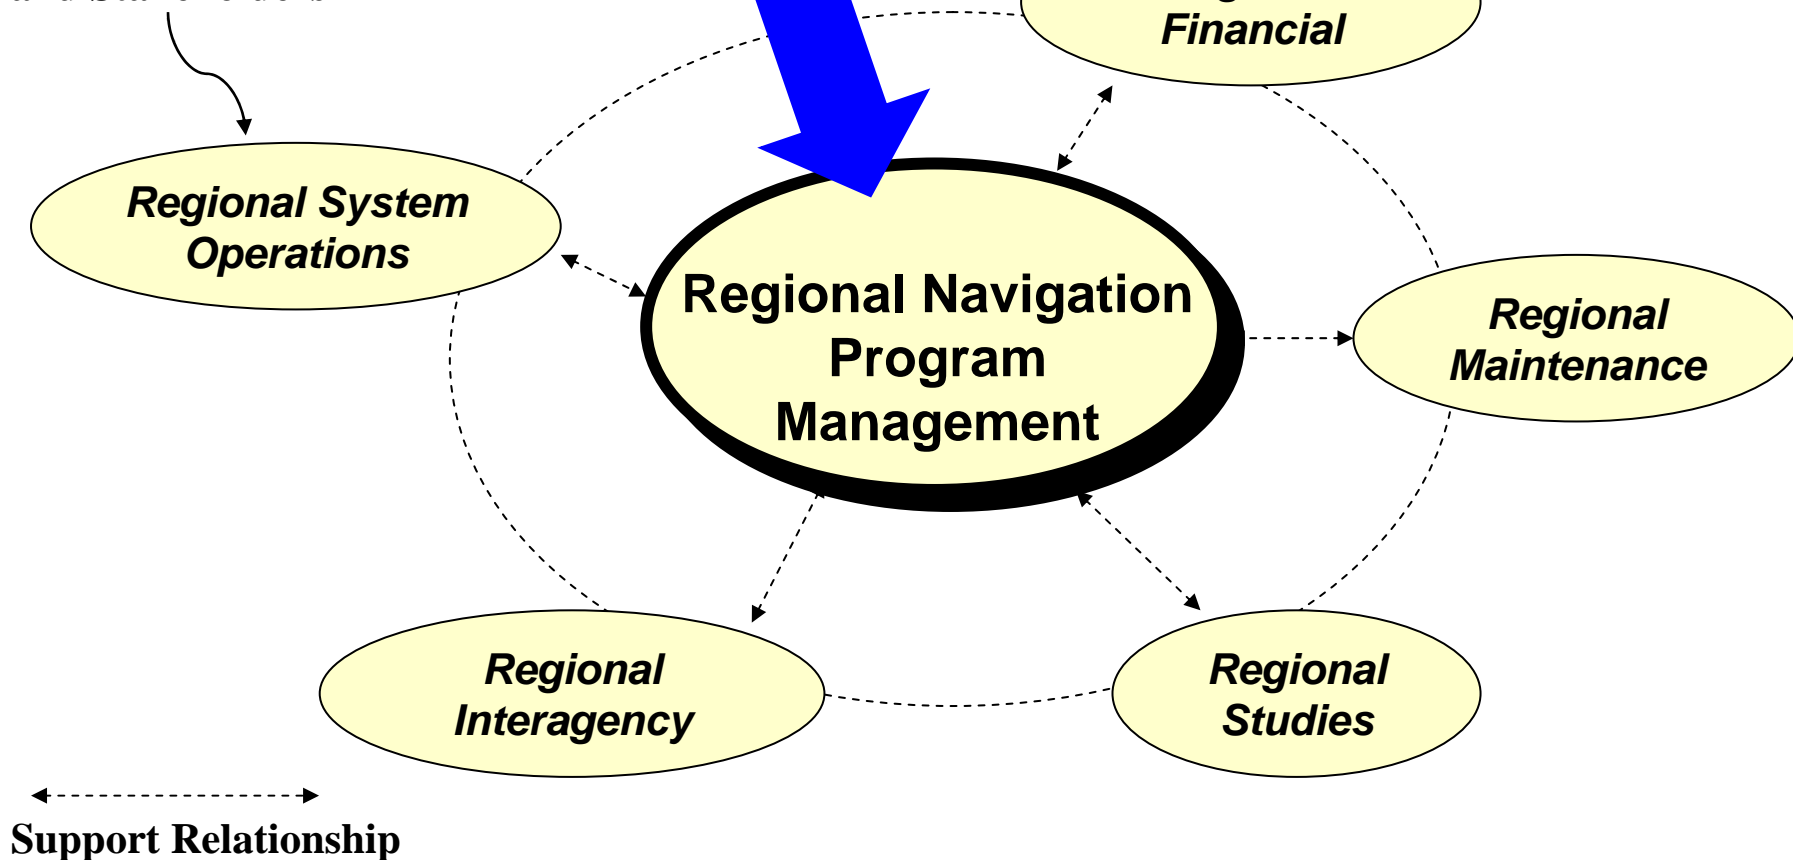 Financial
Regional System
Operations
Regional Navigation
Program
Management
Regional
Maintenance
Regional
Interagency
Regional
Studies
Support Relationship